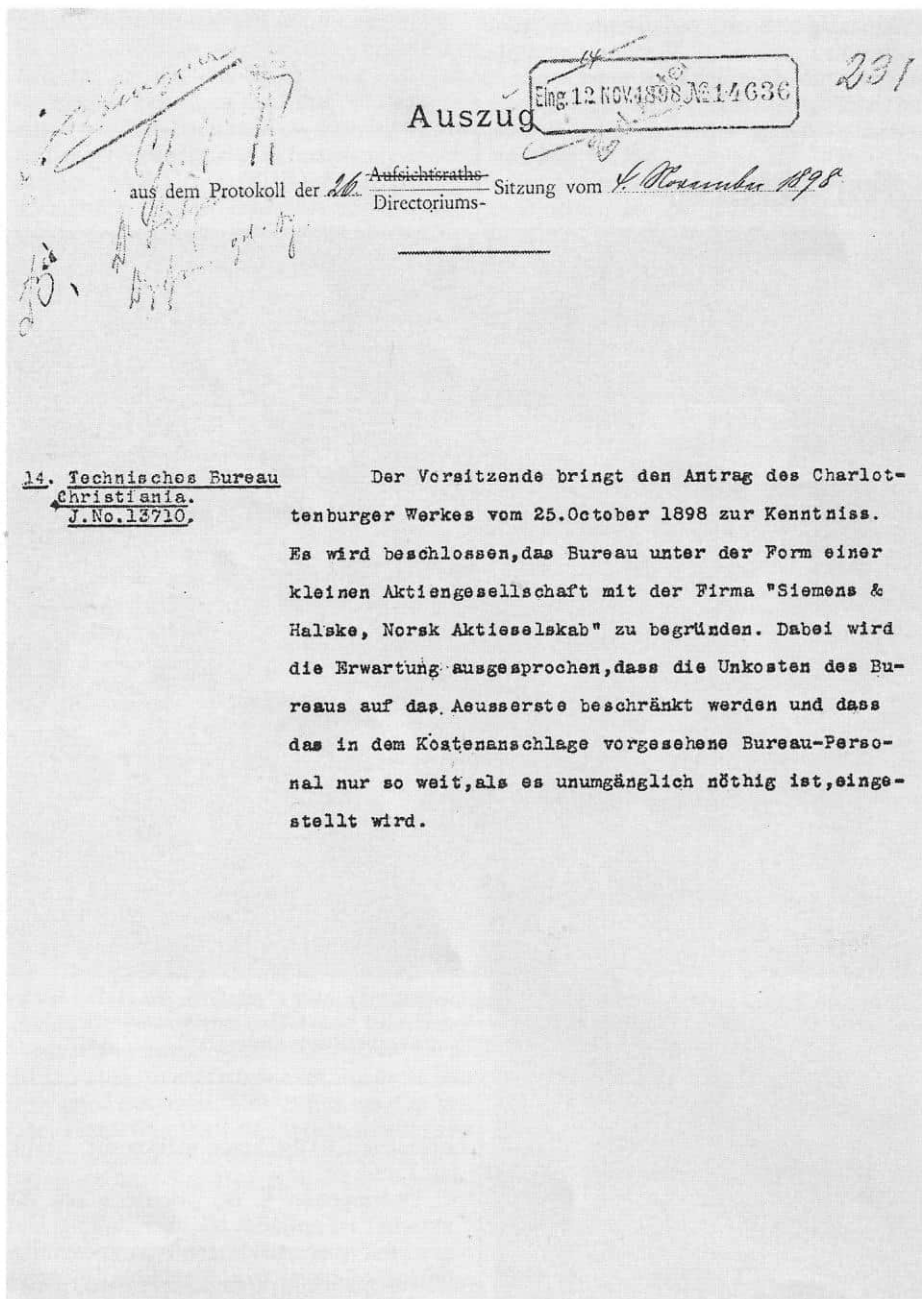 231
Eing. 12 NOV. 1898 № 14636
Auszug
aus dem Protokoll der 26. Aufsichtsraths- Sitzung vom 4. November 1898.
Directoriums-
14. Technisches Bureau
Christiania.
J.No.13710.
Der Vorsitzende bringt den Antrag des Charlot-
tenburger Werkes vom 25.October 1898 zur Kenntniss.
Es wird beschlossen,das Bureau unter der Form einer
kleinen Aktiengesellschaft mit der Firma "Siemens &
Halske, Norsk Aktieselskab" zu begründen. Dabei wird
die Erwartung ausgesprochen,dass die Unkosten des Bu-
reaus auf das Aeusserste beschränkt werden und dass
das in dem Kostenanschlage vorgesehene Bureau-Perso-
nal nur so weit,als es unumgänglich nöthig ist,einge-
stellt wird.